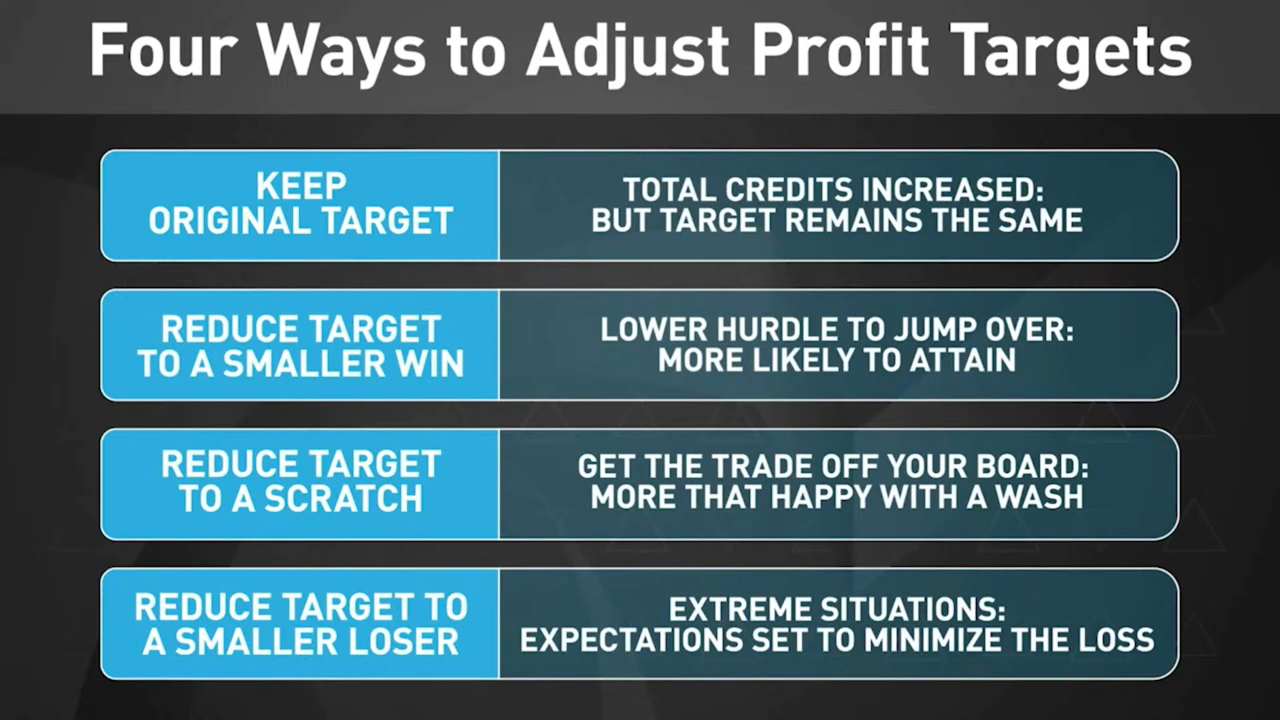 Four Ways to Adjust Profit Targets
KEEP
ORIGINAL TARGET
TOTAL CREDITS INCREASED:
BUT TARGET REMAINS THE SAME
REDUCE TARGET
TO A SMALLER WIN
LOWER HURDLE TO JUMP OVER:
MORE LIKELY TO ATTAIN
REDUCE TARGET
TO A SCRATCH
GET THE TRADE OFF YOUR BOARD:
MORE THAT HAPPY WITH A WASH
REDUCE TARGET TO
A SMALLER LOSER
EXTREME SITUATIONS:
EXPECTATIONS SET TO MINIMIZE THE LOSS